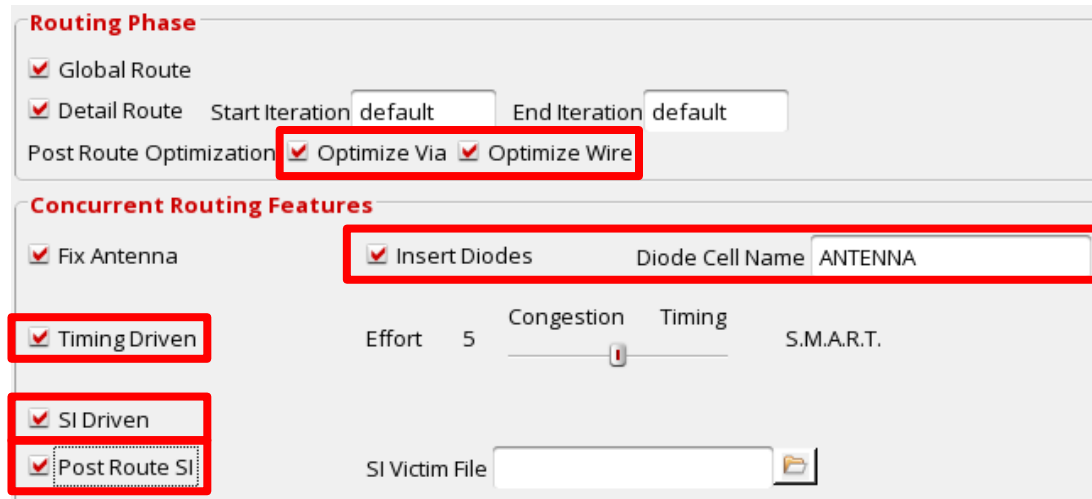 Routing Phase
Global Route
Detail Route Start Iteration default End Iteration default
Post Route Optimization Optimize Via Optimize Wire
Concurrent Routing Features
Fix Antenna Insert Diodes Diode Cell Name ANTENNA
Congestion Timing
Timing Driven Effort 5 S.M.A.R.T.
SI Driven
Post Route SI SI Victim File